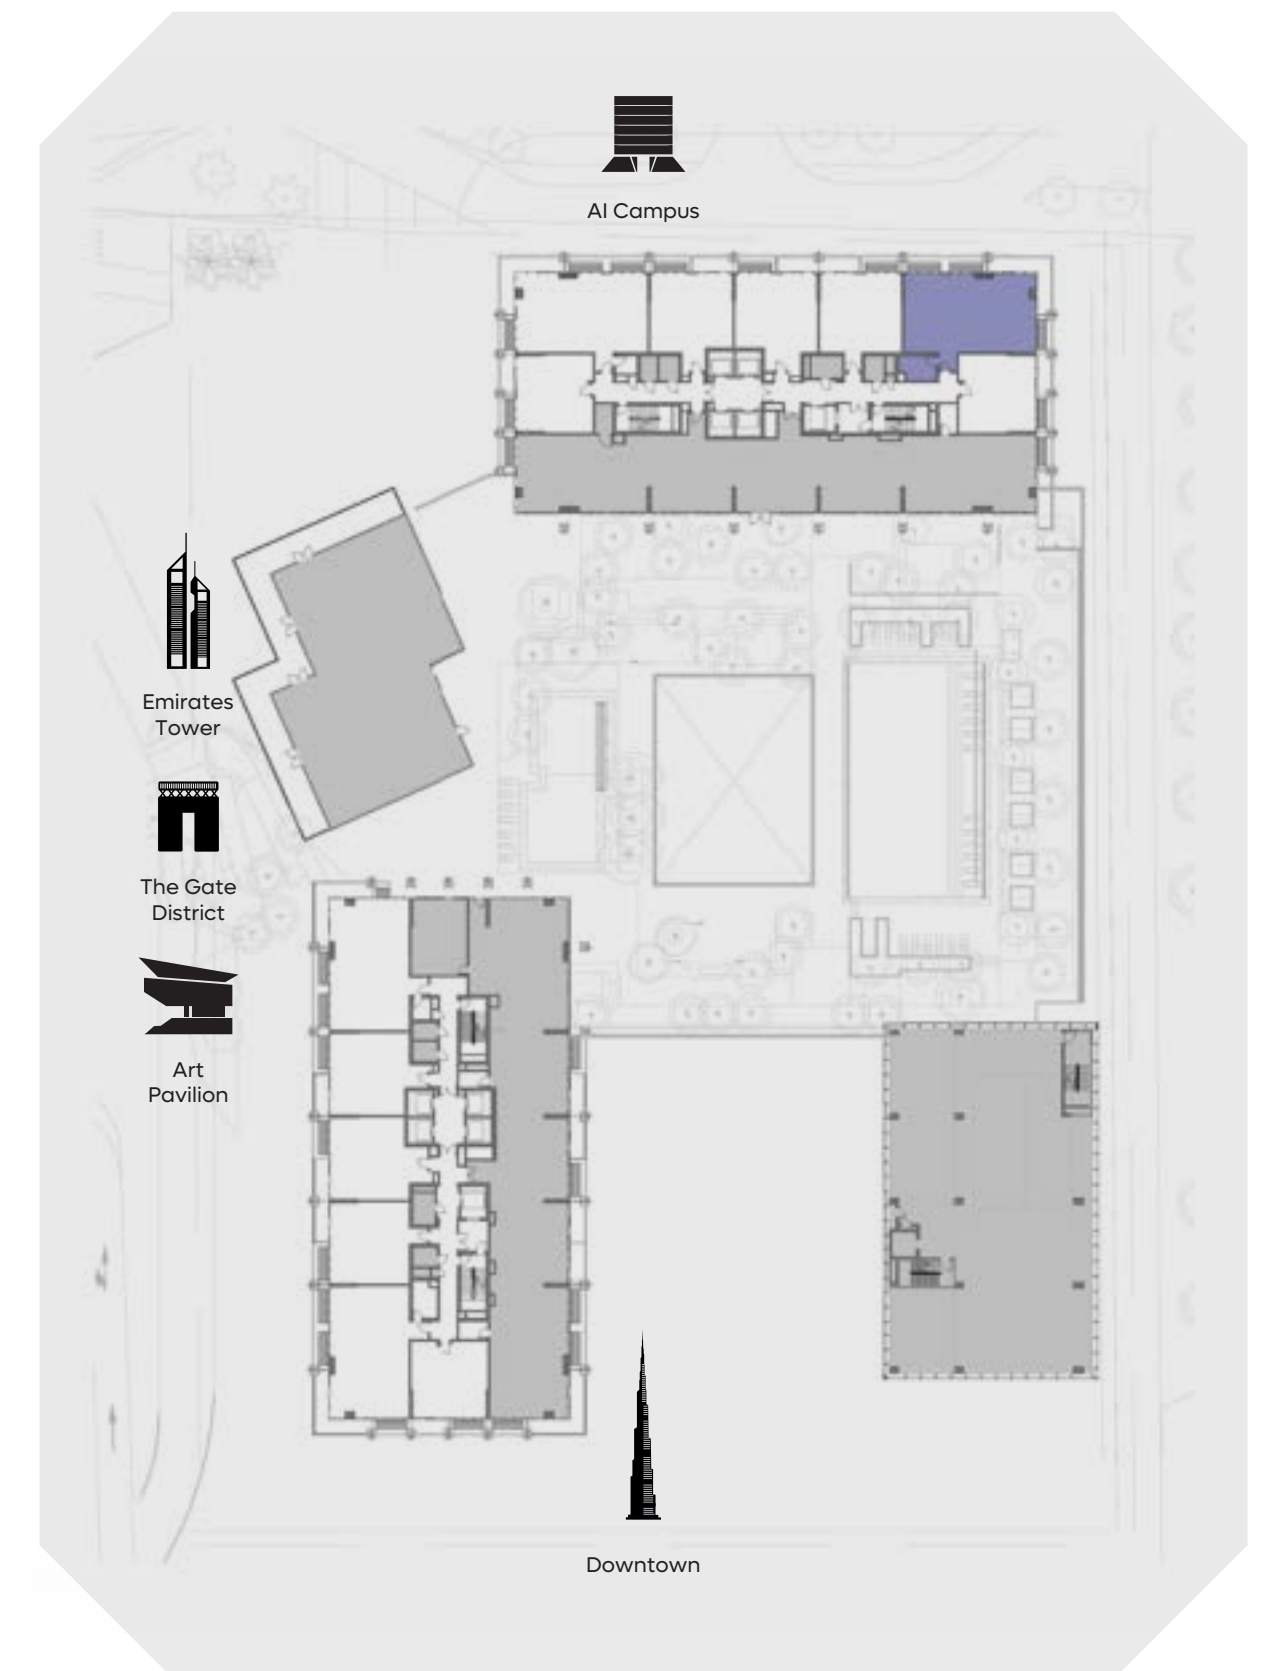 AI Campus
Emirates
Tower
The Gate
District
Art
Pavilion
Downtown